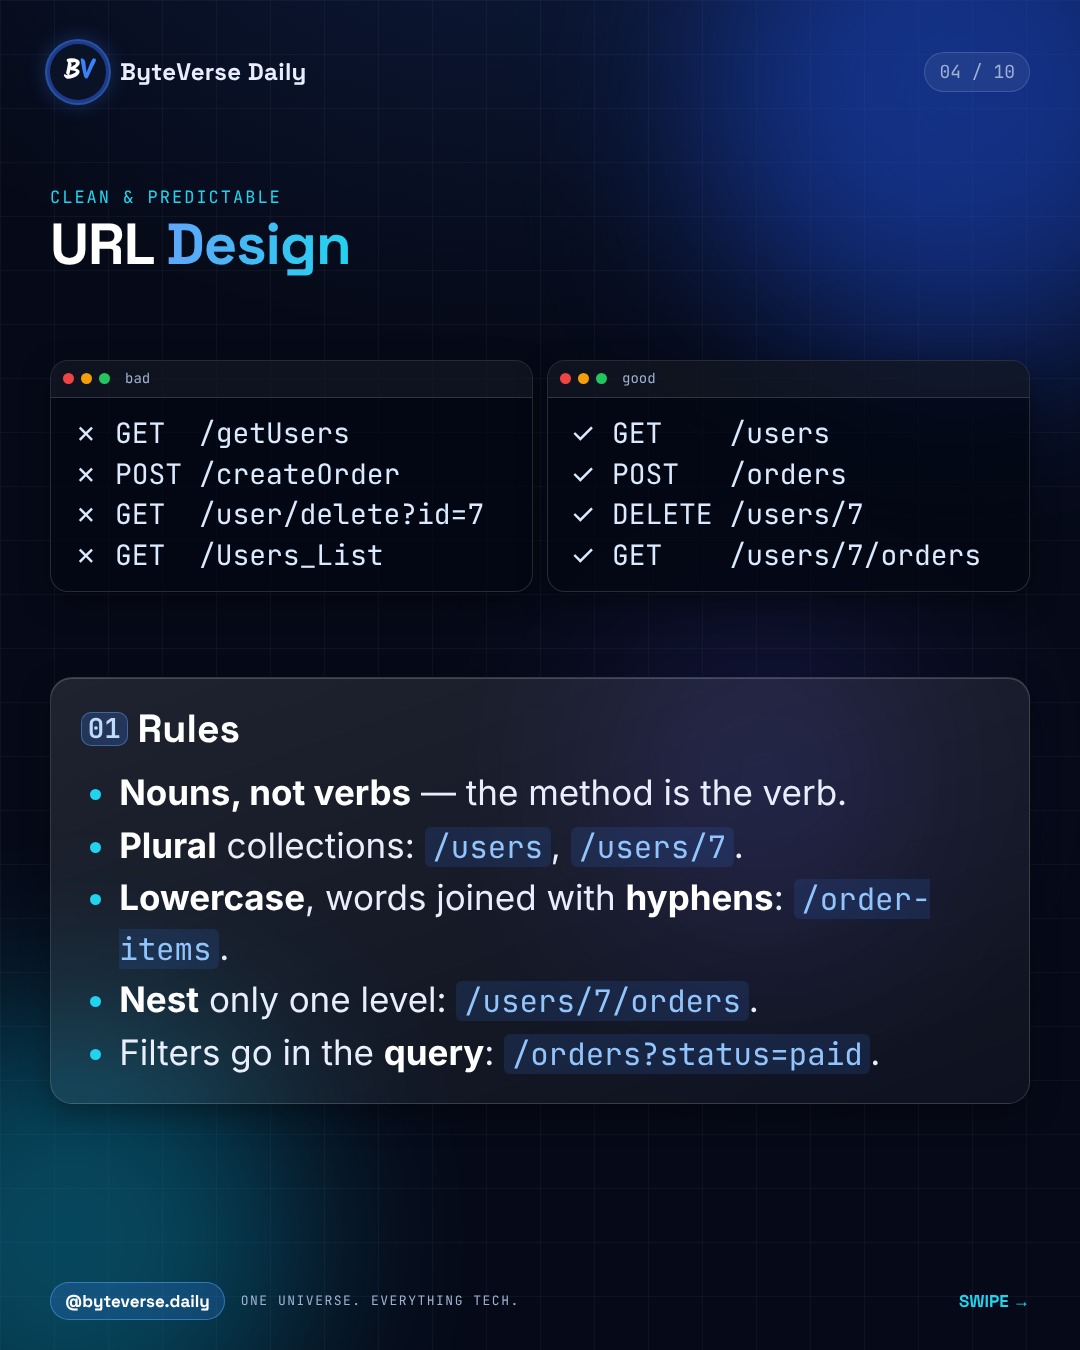 BV ByteVerse Daily
04 / 10
CLEAN & PREDICTABLE
URL Design
bad
✕ GET  /getUsers
✕ POST /createOrder
✕ GET  /user/delete?id=7
✕ GET  /Users_List
good
✓ GET    /users
✓ POST   /orders
✓ DELETE /users/7
✓ GET    /users/7/orders
01 Rules
• Nouns, not verbs — the method is the verb.
• Plural collections: /users, /users/7.
• Lowercase, words joined with hyphens: /order-
items.
• Nest only one level: /users/7/orders.
• Filters go in the query: /orders?status=paid.
@byteverse.daily ONE UNIVERSE. EVERYTHING TECH.
SWIPE →